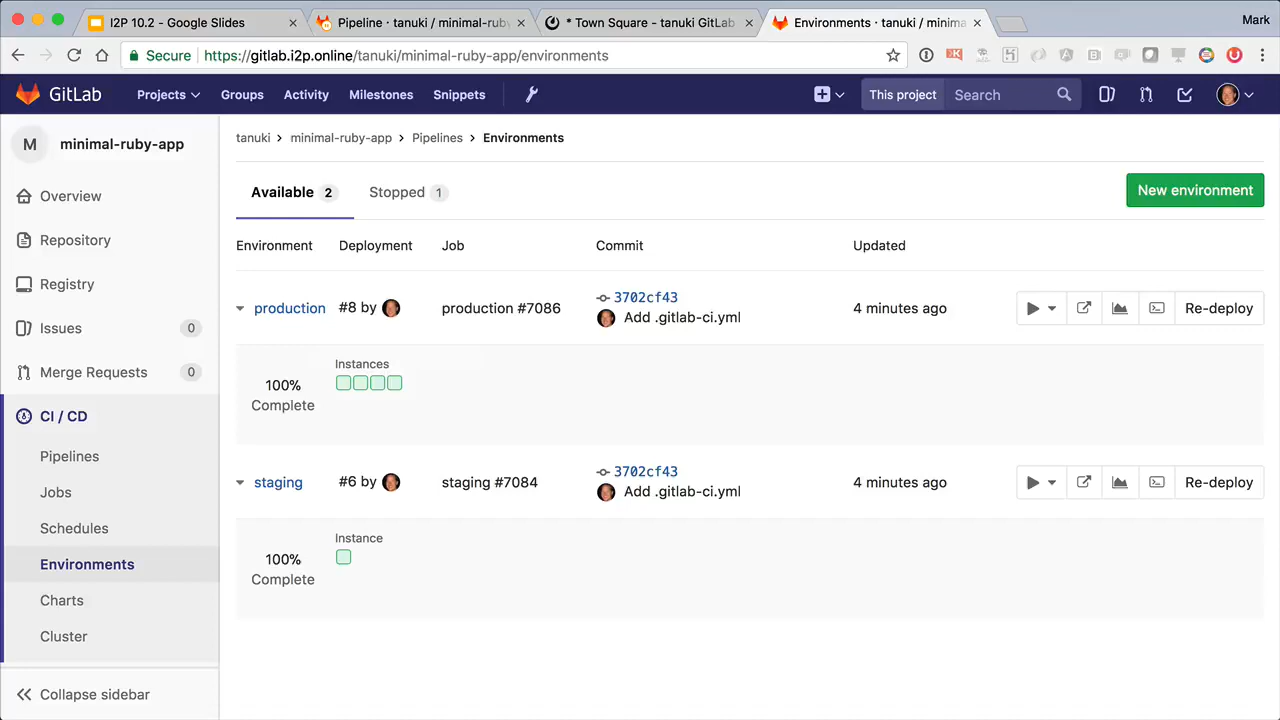 I2P 10.2 - Google Slides
Pipeline · tanuki / minimal-ruby
* Town Square - tanuki GitLab
Environments · tanuki / minima
Mark
Secure
https://gitlab.i2p.online/tanuki/minimal-ruby-app/environments
GitLab
Projects
Groups
Activity
Milestones
Snippets
This project
Search
M
minimal-ruby-app
Overview
Repository
Registry
Issues 0
Merge Requests 0
CI / CD
Pipelines
Jobs
Schedules
Environments
Charts
Cluster
Collapse sidebar
tanuki > minimal-ruby-app > Pipelines > Environments
Available 2
Stopped 1
New environment
Environment Deployment Job Commit Updated
production #8 by production #7086 3702cf43 4 minutes ago Re-deploy
Add .gitlab-ci.yml
100%
Complete
Instances
staging #6 by staging #7084 3702cf43 4 minutes ago Re-deploy
Add .gitlab-ci.yml
100%
Complete
Instance